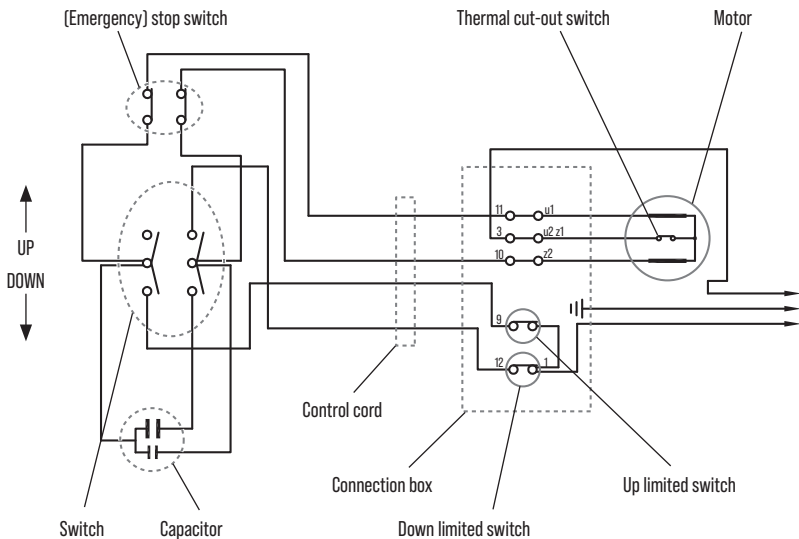 (Emergency) stop switch
Thermal cut-out switch
Motor
UP
DOWN
11
u1
3
u2 z1
10
z2
9
12
1
Control cord
Connection box
Up limited switch
Switch
Capacitor
Down limited switch